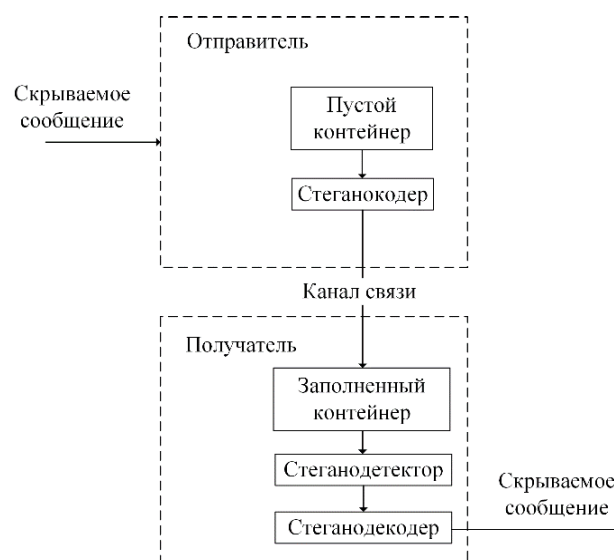 Отправитель
Скрываемое
сообщение
Пустой
контейнер
Стеганокодер
Канал связи
Получатель
Заполненный
контейнер
Стеганодетектор
Скрываемое
сообщение
Стеганодекодер